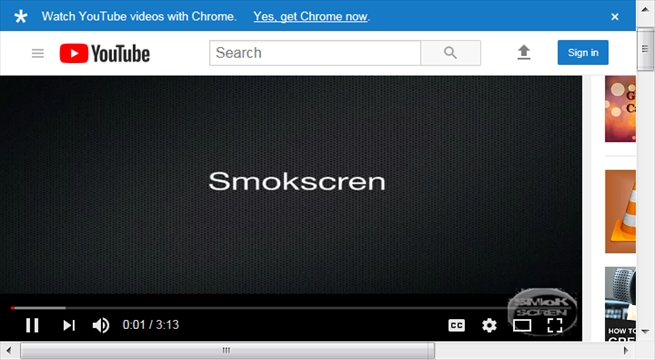 Watch YouTube videos with Chrome. Yes, get Chrome now.
YouTube
Search
Sign in
Smokscren
SMoK
SCREN
0:01 / 3:13
CC
HOW TO